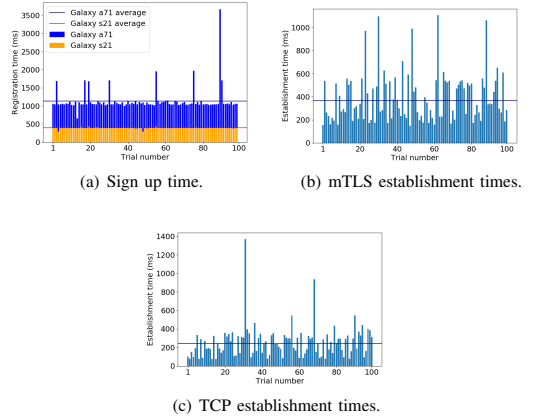 Galaxy a71 average
Galaxy s21 average
Galaxy a71
Galaxy s21
Registration time (ms)
3500
3000
2500
2000
1500
1000
500
0
1 20 40 60 80 100
Trial number
(a) Sign up time.
Establishment time (ms)
1000
800
600
400
200
0
1 20 40 60 80 100
Trial number
(b) mTLS establishment times.
Establishment time (ms)
1400
1200
1000
800
600
400
200
0
1 20 40 60 80 100
Trial number
(c) TCP establishment times.